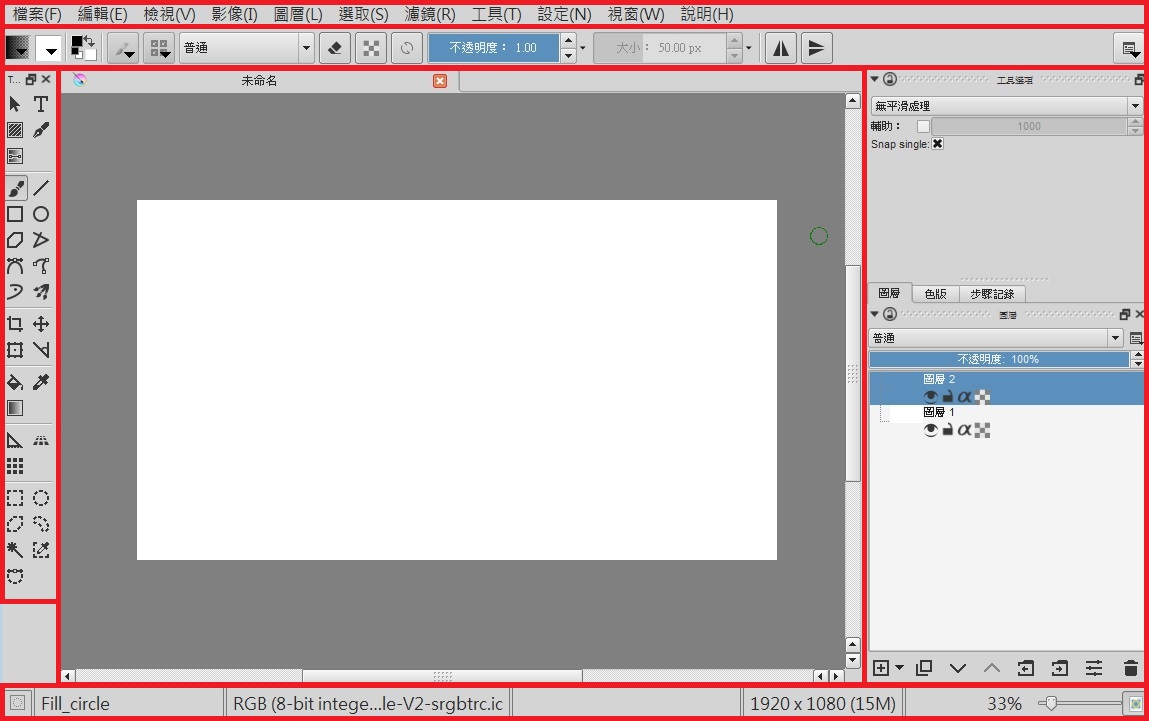 檔案(F) 編輯(E) 檢視(V) 影像(I) 圖層(L) 選取(S) 濾鏡(R) 工具(T) 設定(N) 視窗(W) 說明(H)
普通 不透明度： 1.00 大小： 50.00 px
T...
未命名
工具選項
無平滑處理
輔助： 1000
Snap single:
圖層 色版 步驟記錄
圖層
普通
不透明度: 100%
圖層 2
圖層 1
Fill_circle RGB (8-bit intege...le-V2-srgbtrc.ic 1920 x 1080 (15M) 33%